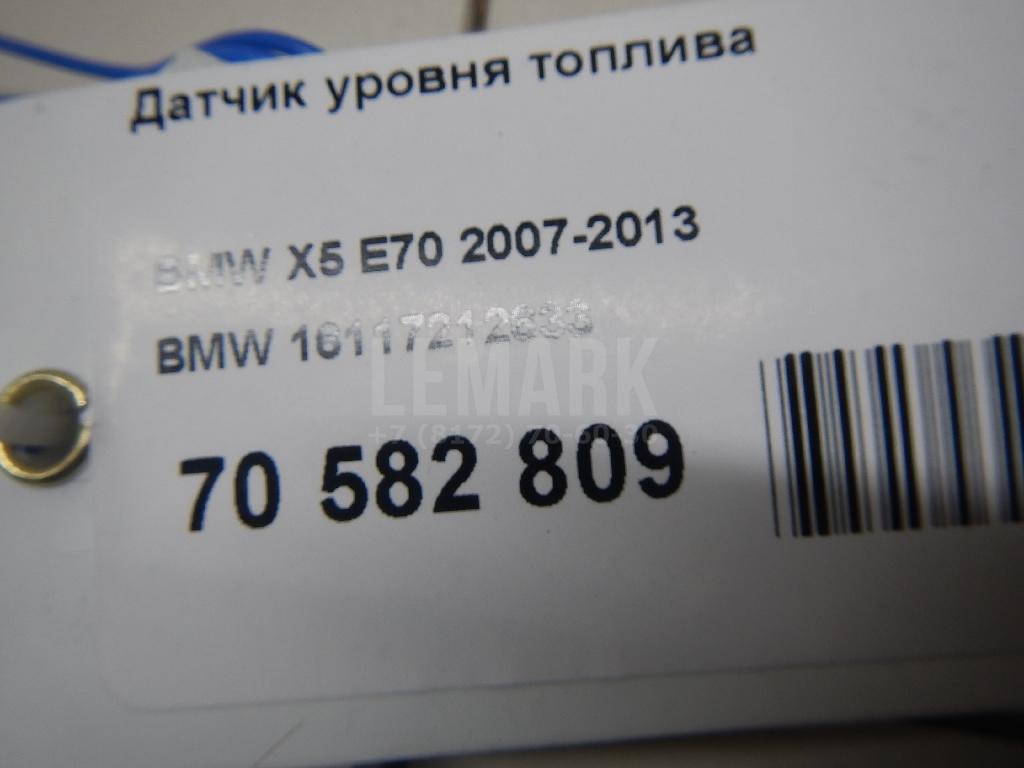 Датчик уровня топлива
BMW X5 E70 2007-2013
BMW 16117212633
LEMARK
70 582 809